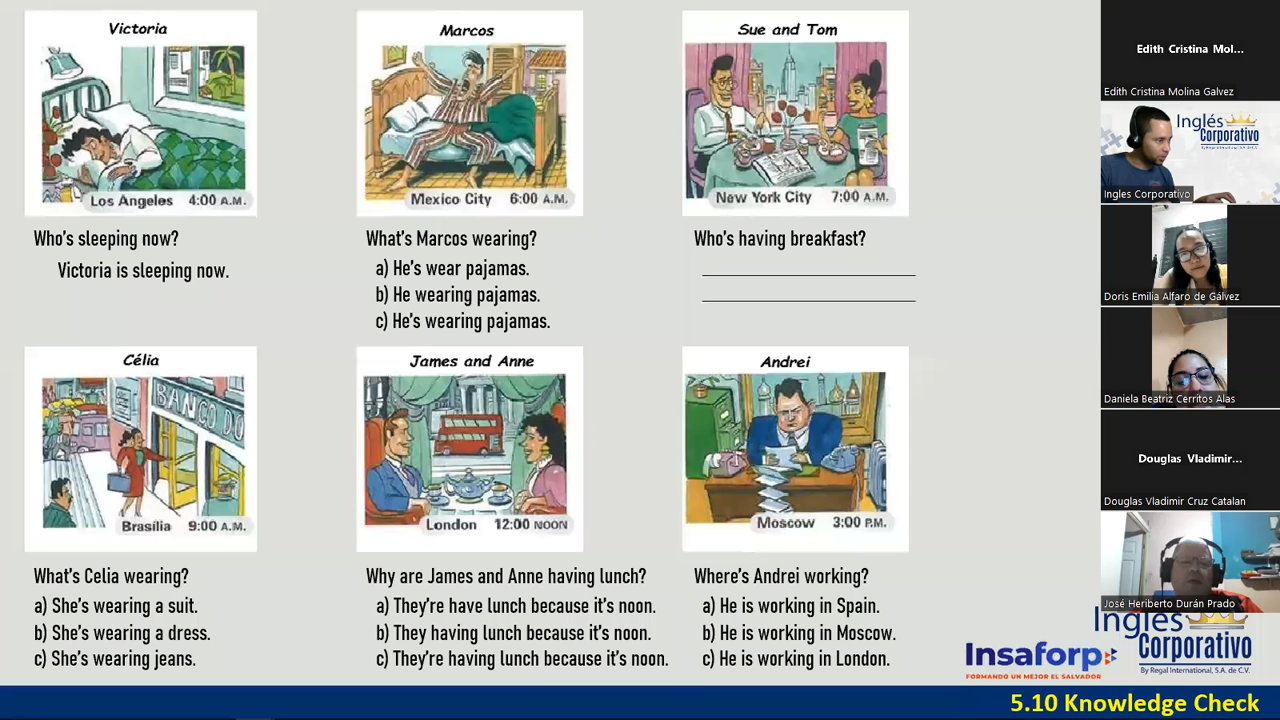 Victoria
Los Angeles 4:00 A.M.
Who's sleeping now?
Victoria is sleeping now.
Marcos
Mexico City 6:00 A.M.
What's Marcos wearing?
a) He's wear pajamas.
b) He wearing pajamas.
c) He's wearing pajamas.
Sue and Tom
New York City 7:00 A.M.
Who's having breakfast?
Célia
BANCO DO
Brasília 9:00 A.M.
What's Celia wearing?
a) She's wearing a suit.
b) She's wearing a dress.
c) She's wearing jeans.
James and Anne
London 12:00 NOON
Why are James and Anne having lunch?
a) They're have lunch because it's noon.
b) They having lunch because it's noon.
c) They're having lunch because it's noon.
Andrei
Moscow 3:00 P.M.
Where's Andrei working?
a) He is working in Spain.
b) He is working in Moscow.
c) He is working in London.
Insaforp
FORMANDO UN MEJOR EL SALVADOR
Inglés
Corporativo
By Regal International, S.A. de C.V.
5.10 Knowledge Check
Edith Cristina Mol...
Edith Cristina Molina Galvez
Inglés
Corporativo
By Regal International, S.A. de C.V.
Ingles Corporativo
Doris Emilia Alfaro de Gálvez
Daniela Beatriz Cerritos Alas
Douglas Vladimir...
Douglas Vladimir Cruz Catalan
José Heriberto Durán Prado